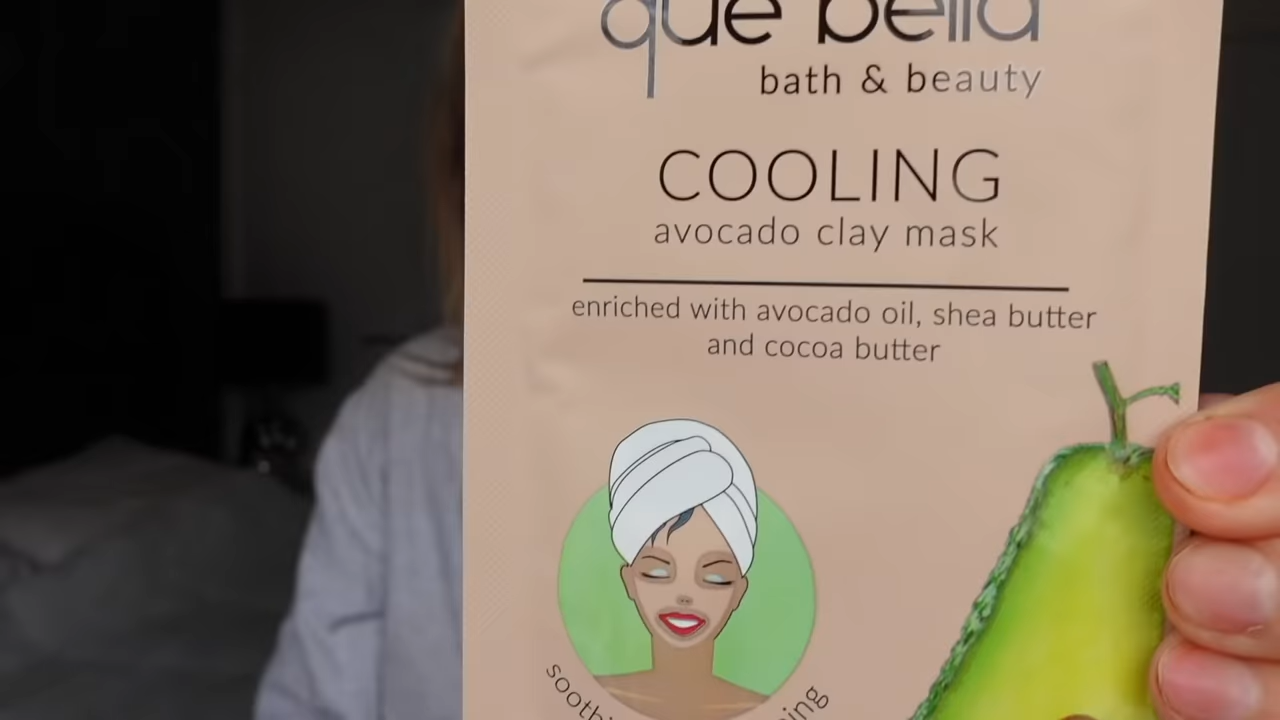 que bella
bath & beauty
COOLING
avocado clay mask
enriched with avocado oil, shea butter
and cocoa butter